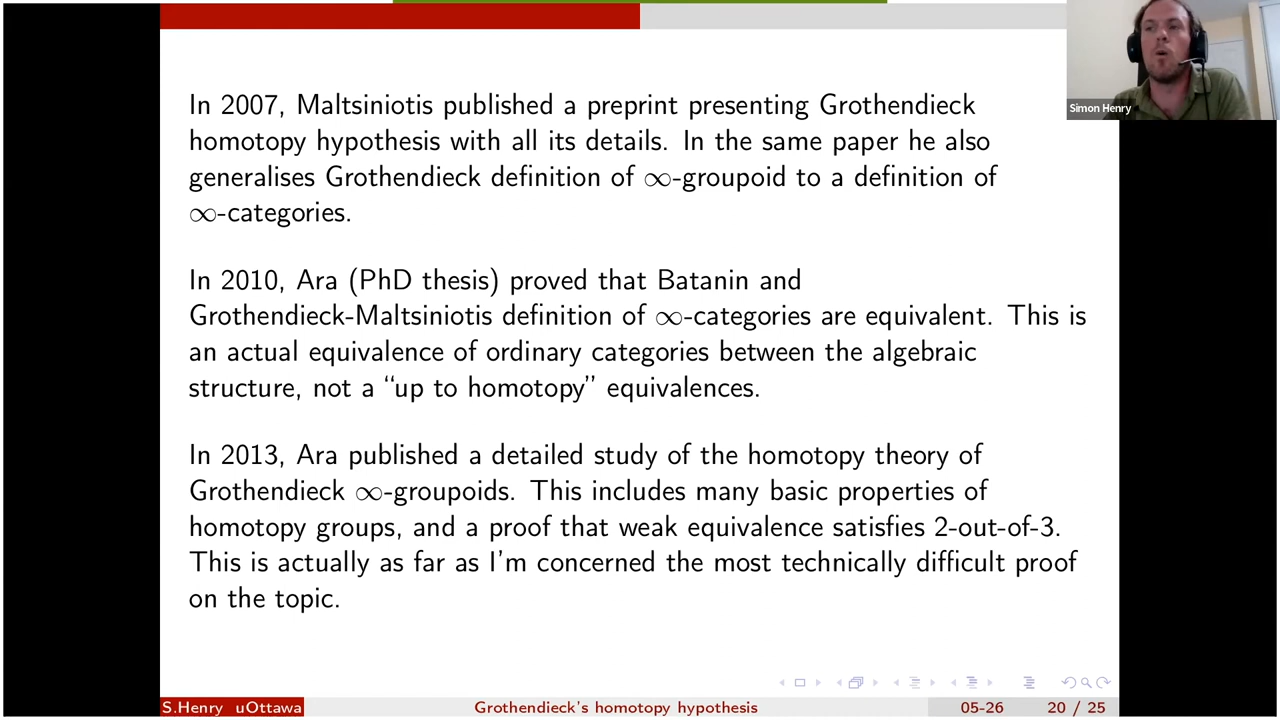 In 2007, Maltsiniotis published a preprint presenting Grothendieck
homotopy hypothesis with all its details. In the same paper he also
generalises Grothendieck definition of ∞-groupoid to a definition of
∞-categories.
In 2010, Ara (PhD thesis) proved that Batanin and
Grothendieck-Maltsiniotis definition of ∞-categories are equivalent. This is
an actual equivalence of ordinary categories between the algebraic
structure, not a “up to homotopy” equivalences.
In 2013, Ara published a detailed study of the homotopy theory of
Grothendieck ∞-groupoids. This includes many basic properties of
homotopy groups, and a proof that weak equivalence satisfies 2-out-of-3.
This is actually as far as I'm concerned the most technically difficult proof
on the topic.
Simon Henry
S.Henry uOttawa Grothendieck's homotopy hypothesis 05-26 20 / 25